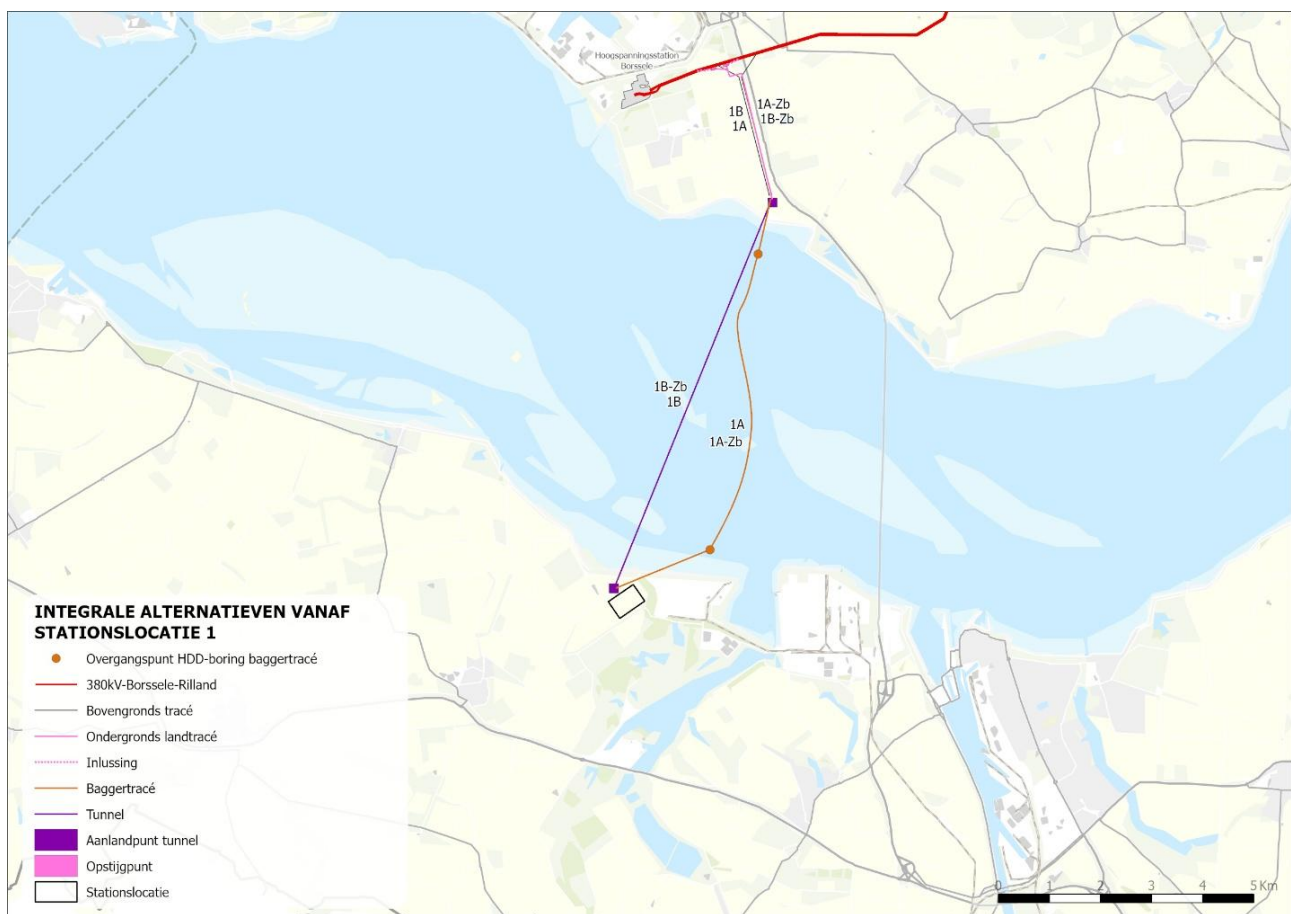 Hoogspanningsstation
Borssele
1B
1A
1A-Zb
1B-Zb
1B-Zb
1B
1A
1A-Zb
INTEGRALE ALTERNATIEVEN VANAF
STATIONSLOCATIE 1
Overgangspunt HDD-boring baggertracé
380kV-Borssele-Rilland
Bovengronds tracé
Ondergronds landtracé
Inlussing
Baggertracé
Tunnel
Aanlandpunt tunnel
Opstijgpunt
Stationslocatie
0 1 2 3 4 5 Km